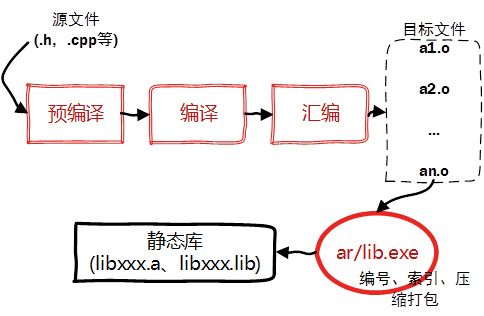 源文件
(.h，.cpp等)
目标文件
a1.o
a2.o
...
an.o
预编译
编译
汇编
ar/lib.exe
编号、索引、压
缩打包
静态库
(libxxx.a、libxxx.lib)